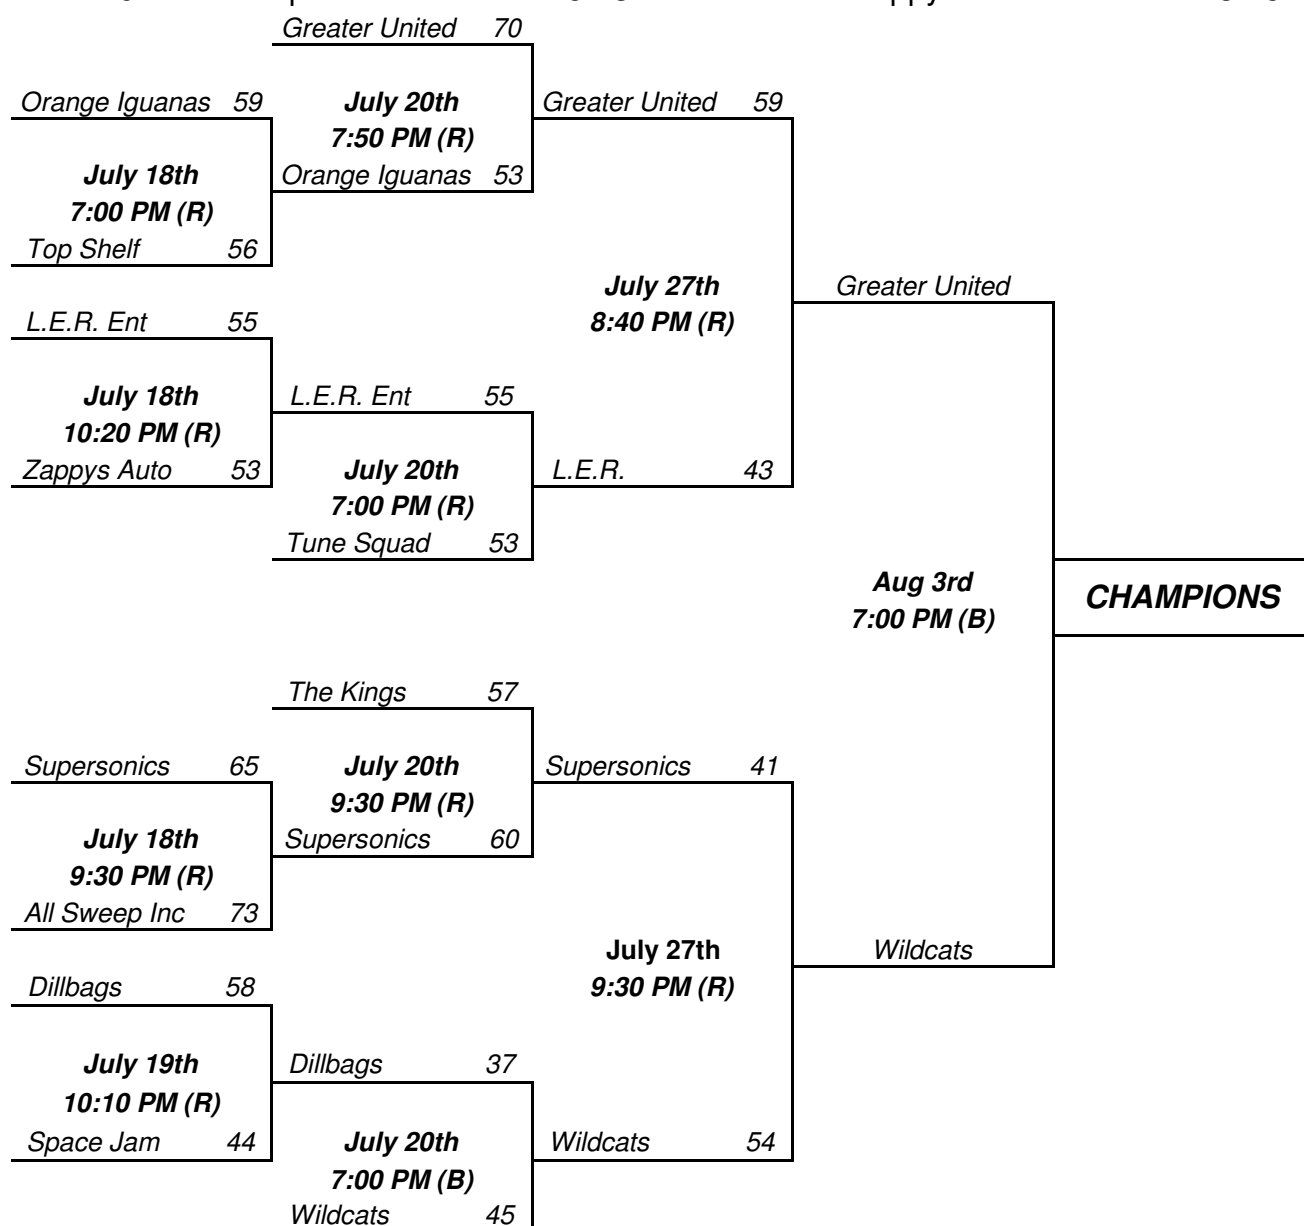 Greater United 70
Orange Iguanas 59
July 20th
7:50 PM (R)
Greater United 59
July 18th
7:00 PM (R)
Orange Iguanas 53
Top Shelf 56
July 27th
8:40 PM (R)
Greater United
L.E.R. Ent 55
July 18th
10:20 PM (R)
L.E.R. Ent 55
Zappys Auto 53
July 20th
7:00 PM (R)
L.E.R. 43
Tune Squad 53
Aug 3rd
7:00 PM (B)
CHAMPIONS
The Kings 57
Supersonics 65
July 20th
9:30 PM (R)
Supersonics 41
July 18th
9:30 PM (R)
Supersonics 60
All Sweep Inc 73
July 27th
9:30 PM (R)
Wildcats
Dillbags 58
July 19th
10:10 PM (R)
Dillbags 37
Space Jam 44
July 20th
7:00 PM (B)
Wildcats 54
Wildcats 45